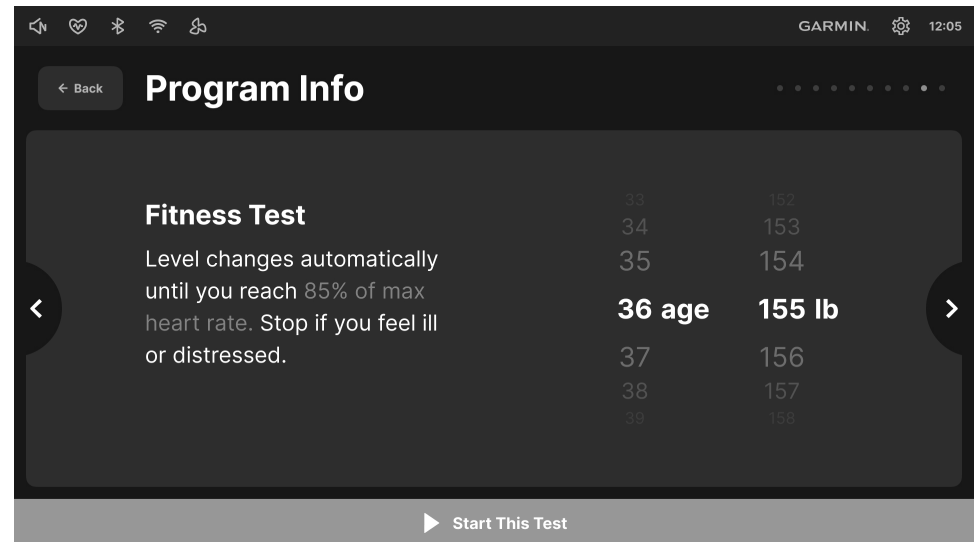 GARMIN.
12:05
← Back
Program Info
Fitness Test
Level changes automatically
until you reach 85% of max
heart rate. Stop if you feel ill
or distressed.
33 152
34 153
35 154
36 age 155 lb
37 156
38 157
39 158
Start This Test